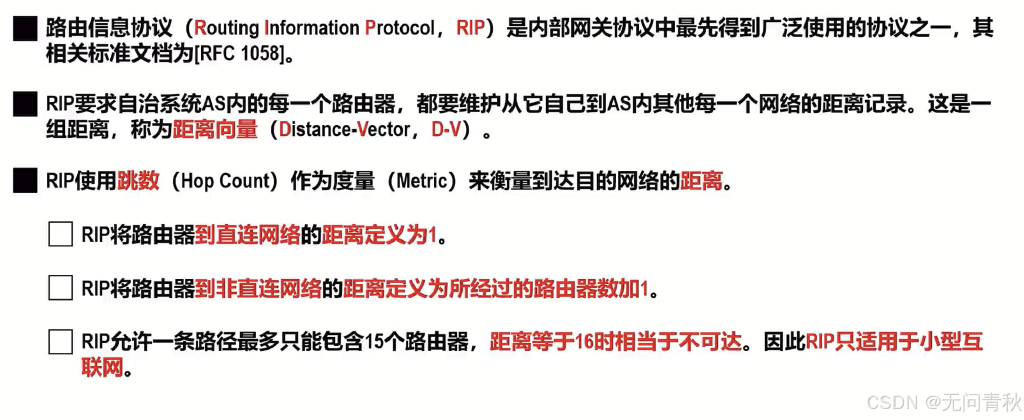 路由信息协议（Routing Information Protocol，RIP）是内部网关协议中最先得到广泛使用的协议之一，其
相关标准文档为[RFC 1058]。
RIP要求自治系统AS内的每一个路由器，都要维护从它自己到AS内其他每一个网络的距离记录。这是一
组距离，称为距离向量（Distance-Vector，D-V）。
RIP使用跳数（Hop Count）作为度量（Metric）来衡量到达目的网络的距离。
RIP将路由器到直连网络的距离定义为1。
RIP将路由器到非直连网络的距离定义为所经过的路由器数加1。
RIP允许一条路径最多只能包含15个路由器，距离等于16时相当于不可达。因此RIP只适用于小型互
联网。
CSDN @无问青秋